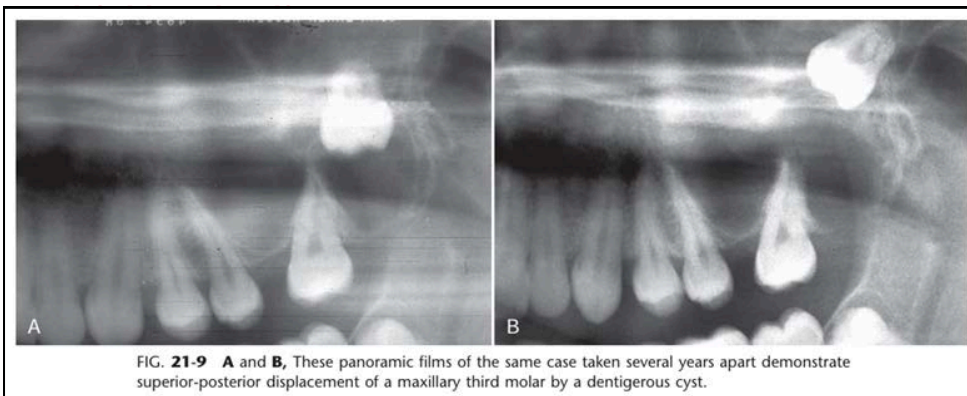 A
B
FIG. 21-9 A and B, These panoramic films of the same case taken several years apart demonstrate
superior-posterior displacement of a maxillary third molar by a dentigerous cyst.